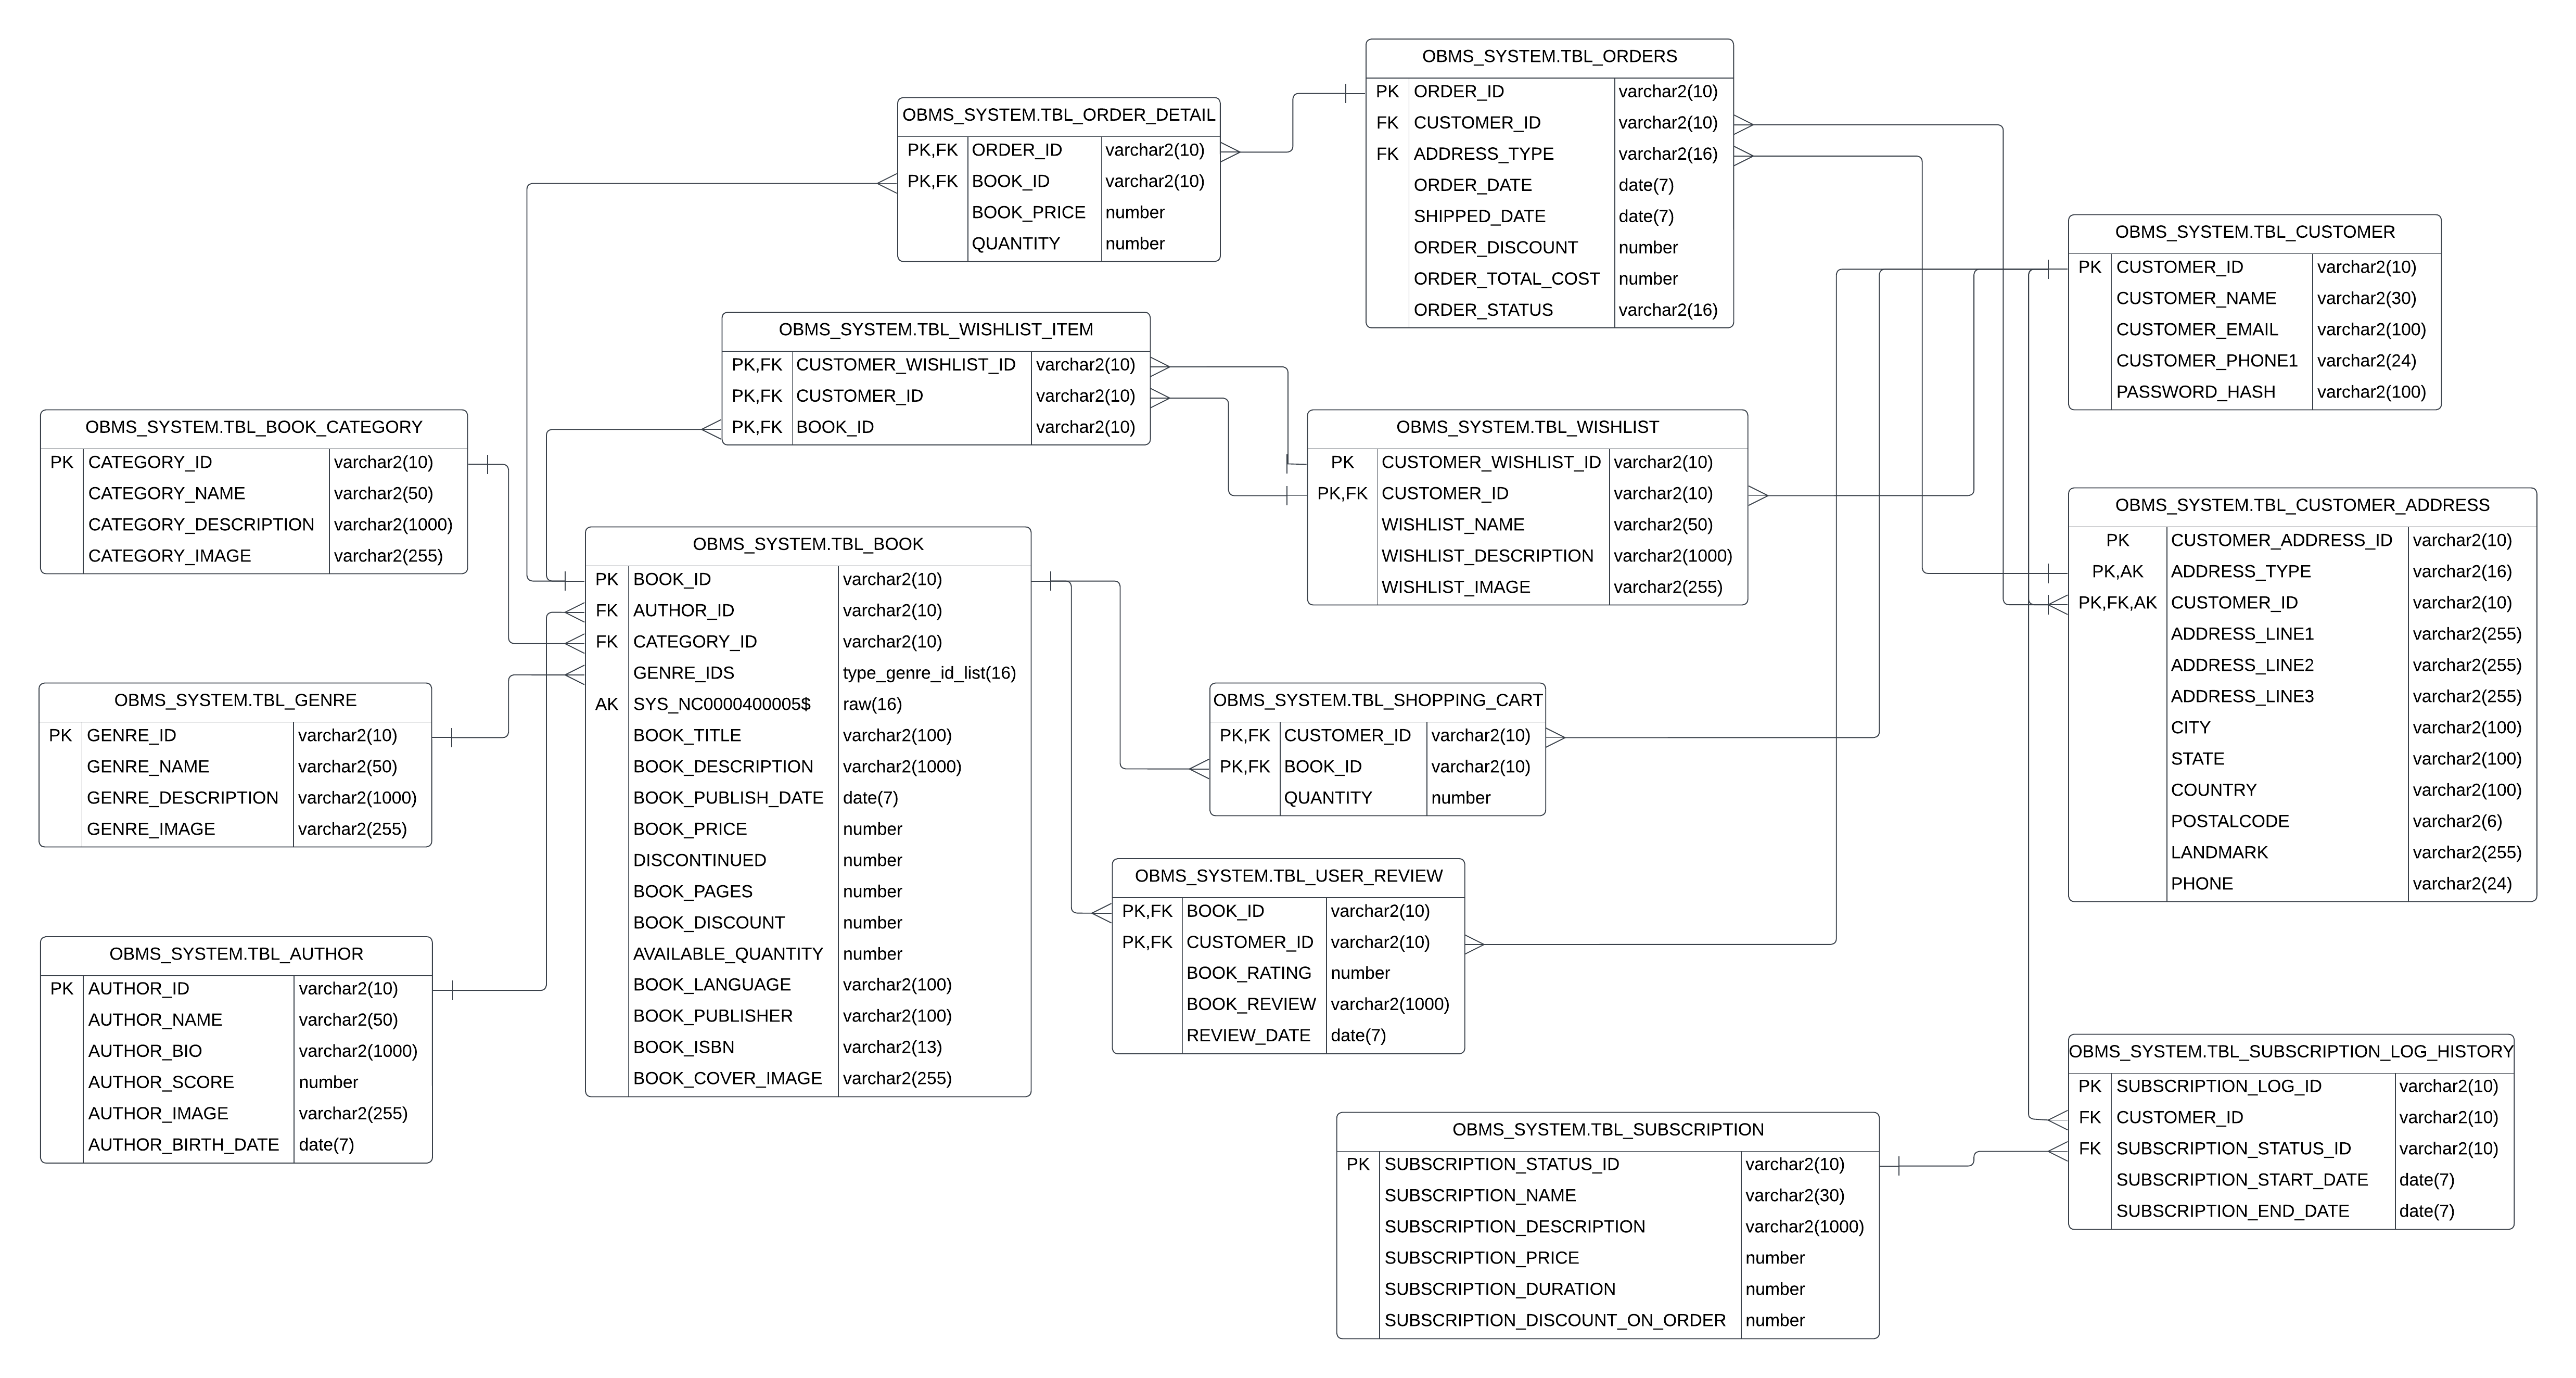 OBMS_SYSTEM.TBL_ORDERS
PK ORDER_ID varchar2(10)
FK CUSTOMER_ID varchar2(10)
FK ADDRESS_TYPE varchar2(16)
ORDER_DATE date(7)
SHIPPED_DATE date(7)
ORDER_DISCOUNT number
ORDER_TOTAL_COST number
ORDER_STATUS varchar2(16)
OBMS_SYSTEM.TBL_ORDER_DETAIL
PK,FK ORDER_ID varchar2(10)
PK,FK BOOK_ID varchar2(10)
BOOK_PRICE number
QUANTITY number
OBMS_SYSTEM.TBL_CUSTOMER
PK CUSTOMER_ID varchar2(10)
CUSTOMER_NAME varchar2(30)
CUSTOMER_EMAIL varchar2(100)
CUSTOMER_PHONE1 varchar2(24)
PASSWORD_HASH varchar2(100)
OBMS_SYSTEM.TBL_WISHLIST_ITEM
PK,FK CUSTOMER_WISHLIST_ID varchar2(10)
PK,FK CUSTOMER_ID varchar2(10)
PK,FK BOOK_ID varchar2(10)
OBMS_SYSTEM.TBL_BOOK_CATEGORY
PK CATEGORY_ID varchar2(10)
CATEGORY_NAME varchar2(50)
CATEGORY_DESCRIPTION varchar2(1000)
CATEGORY_IMAGE varchar2(255)
OBMS_SYSTEM.TBL_WISHLIST
PK CUSTOMER_WISHLIST_ID varchar2(10)
PK,FK CUSTOMER_ID varchar2(10)
WISHLIST_NAME varchar2(50)
WISHLIST_DESCRIPTION varchar2(1000)
WISHLIST_IMAGE varchar2(255)
OBMS_SYSTEM.TBL_CUSTOMER_ADDRESS
PK CUSTOMER_ADDRESS_ID varchar2(10)
PK,AK ADDRESS_TYPE varchar2(16)
PK,FK,AK CUSTOMER_ID varchar2(10)
ADDRESS_LINE1 varchar2(255)
ADDRESS_LINE2 varchar2(255)
ADDRESS_LINE3 varchar2(255)
CITY varchar2(100)
STATE varchar2(100)
COUNTRY varchar2(100)
POSTALCODE varchar2(6)
LANDMARK varchar2(255)
PHONE varchar2(24)
OBMS_SYSTEM.TBL_BOOK
PK BOOK_ID varchar2(10)
FK AUTHOR_ID varchar2(10)
FK CATEGORY_ID varchar2(10)
GENRE_IDS type_genre_id_list(16)
AK SYS_NC0000400005$ raw(16)
BOOK_TITLE varchar2(100)
BOOK_DESCRIPTION varchar2(1000)
BOOK_PUBLISH_DATE date(7)
BOOK_PRICE number
DISCONTINUED number
BOOK_PAGES number
BOOK_DISCOUNT number
AVAILABLE_QUANTITY number
BOOK_LANGUAGE varchar2(100)
BOOK_PUBLISHER varchar2(100)
BOOK_ISBN varchar2(13)
BOOK_COVER_IMAGE varchar2(255)
OBMS_SYSTEM.TBL_GENRE
PK GENRE_ID varchar2(10)
GENRE_NAME varchar2(50)
GENRE_DESCRIPTION varchar2(1000)
GENRE_IMAGE varchar2(255)
OBMS_SYSTEM.TBL_SHOPPING_CART
PK,FK CUSTOMER_ID varchar2(10)
PK,FK BOOK_ID varchar2(10)
QUANTITY number
OBMS_SYSTEM.TBL_USER_REVIEW
PK,FK BOOK_ID varchar2(10)
PK,FK CUSTOMER_ID varchar2(10)
BOOK_RATING number
BOOK_REVIEW varchar2(1000)
REVIEW_DATE date(7)
OBMS_SYSTEM.TBL_AUTHOR
PK AUTHOR_ID varchar2(10)
AUTHOR_NAME varchar2(50)
AUTHOR_BIO varchar2(1000)
AUTHOR_SCORE number
AUTHOR_IMAGE varchar2(255)
AUTHOR_BIRTH_DATE date(7)
OBMS_SYSTEM.TBL_SUBSCRIPTION_LOG_HISTORY
PK SUBSCRIPTION_LOG_ID varchar2(10)
FK CUSTOMER_ID varchar2(10)
FK SUBSCRIPTION_STATUS_ID varchar2(10)
SUBSCRIPTION_START_DATE date(7)
SUBSCRIPTION_END_DATE date(7)
OBMS_SYSTEM.TBL_SUBSCRIPTION
PK SUBSCRIPTION_STATUS_ID varchar2(10)
SUBSCRIPTION_NAME varchar2(30)
SUBSCRIPTION_DESCRIPTION varchar2(1000)
SUBSCRIPTION_PRICE number
SUBSCRIPTION_DURATION number
SUBSCRIPTION_DISCOUNT_ON_ORDER number